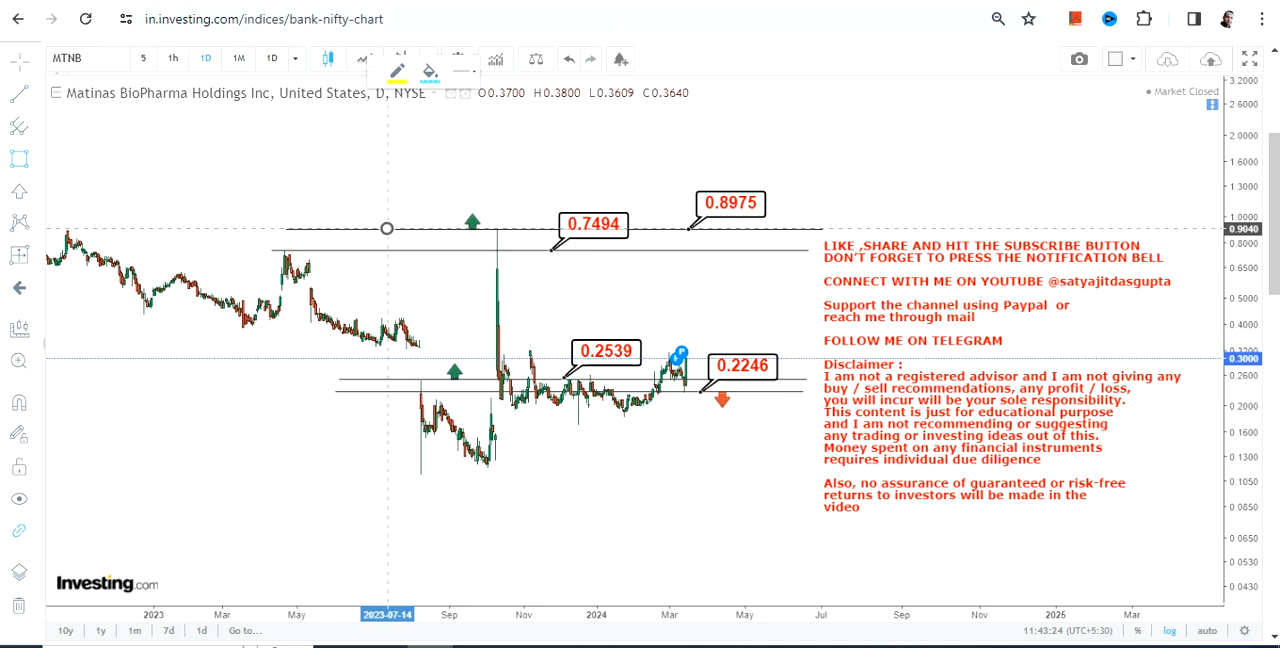 in.investing.com/indices/bank-nifty-chart
MTNB 5 1h 1D 1M 1D
Matinas BioPharma Holdings Inc, United States, D, NYSE O0.3700 H0.3800 L0.3609 C0.3640
Market Closed
3.2000
2.6000
2.0000
1.6000
1.3000
1.0000
0.9040
0.8000
0.6500
0.5000
0.4000
0.3000
0.2600
0.2000
0.1600
0.1300
0.1050
0.0850
0.0650
0.0530
0.0430
0.8975
0.7494
0.2539
0.2246
LIKE ,SHARE AND HIT THE SUBSCRIBE BUTTON
DON'T FORGET TO PRESS THE NOTIFICATION BELL
CONNECT WITH ME ON YOUTUBE @satyajitdasgupta
Support the channel using Paypal or
reach me through mail
FOLLOW ME ON TELEGRAM
Disclaimer :
I am not a registered advisor and I am not giving any
buy / sell recommendations, any profit / loss,
you will incur will be your sole responsibility.
This content is just for educational purpose
and I am not recommending or suggesting
any trading or investing ideas out of this.
Money spent on any financial instruments
requires individual due diligence
Also, no assurance of guaranteed or risk-free
returns to investors will be made in the
video
Investing.com
2023 Mar May 2023-07-14 Sep Nov 2024 Mar May Jul Sep Nov 2025 Mar
10y 1y 1m 7d 1d Go to... 11:43:24 (UTC+5:30) % log auto